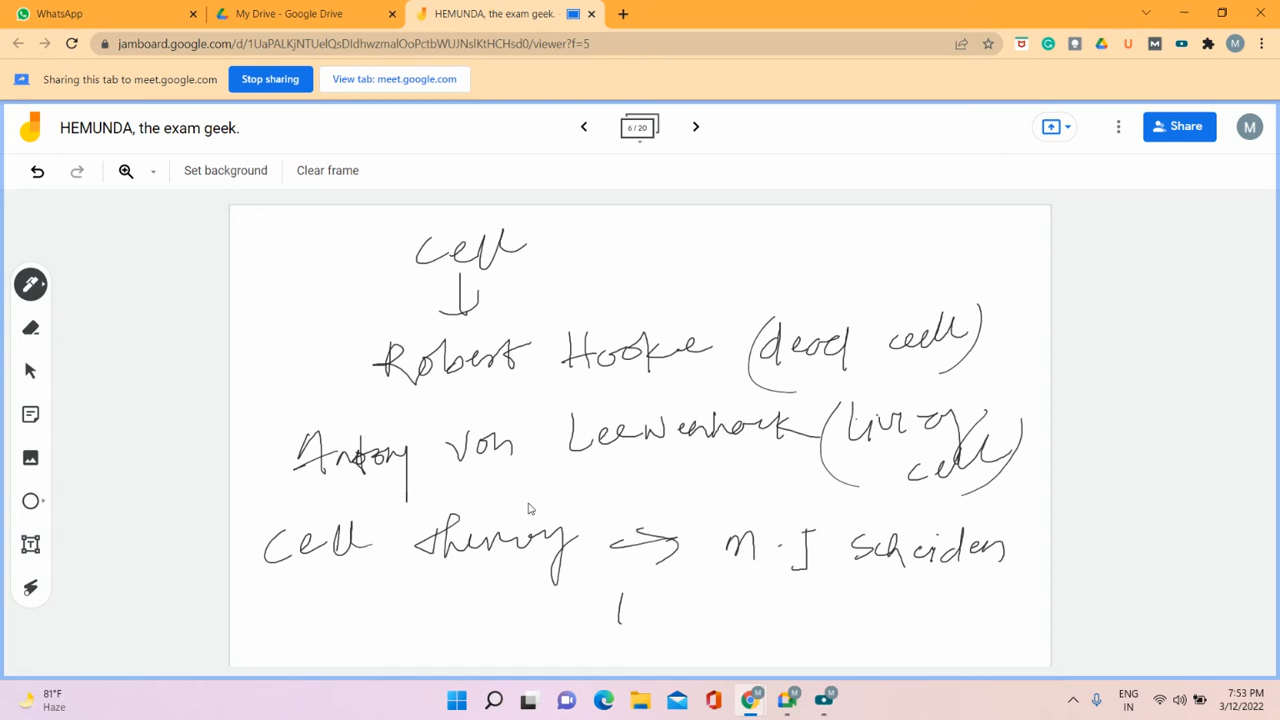 WhatsApp
My Drive - Google Drive
HEMUNDA, the exam geek.
jamboard.google.com/d/1UaPALKjNTUelQsDIdhwzmalOoPctbWUJNsIKtHCHsd0/viewer?f=5
M
Sharing this tab to meet.google.com Stop sharing View tab: meet.google.com
HEMUNDA, the exam geek. 6 / 20 Share M
Set background Clear frame
Cell
Robert Hooke (dead cell)
Antony Von Leewenhock (living
cell)
Cell theory → M.J Scheiden
81°F
Haze
ENG
IN
7:53 PM
3/12/2022